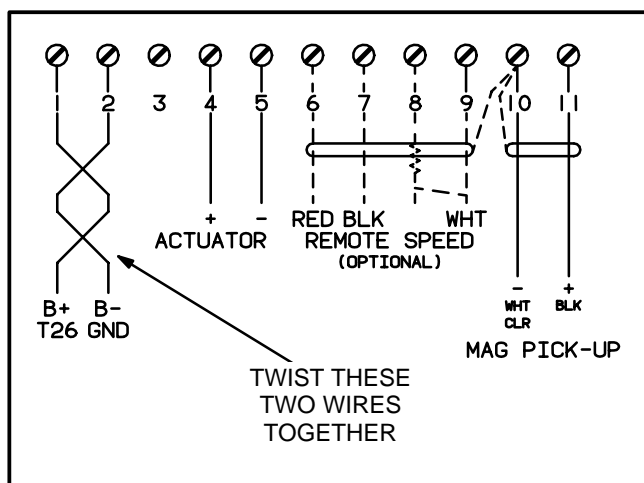 1 2 3 4 5 6 7 8 9 10 11
+ -
ACTUATOR
RED BLK WHT
REMOTE SPEED
(OPTIONAL)
B+ B-
T26 GND
- +
WHT BLK
CLR
MAG PICK-UP
TWIST THESE
TWO WIRES
TOGETHER